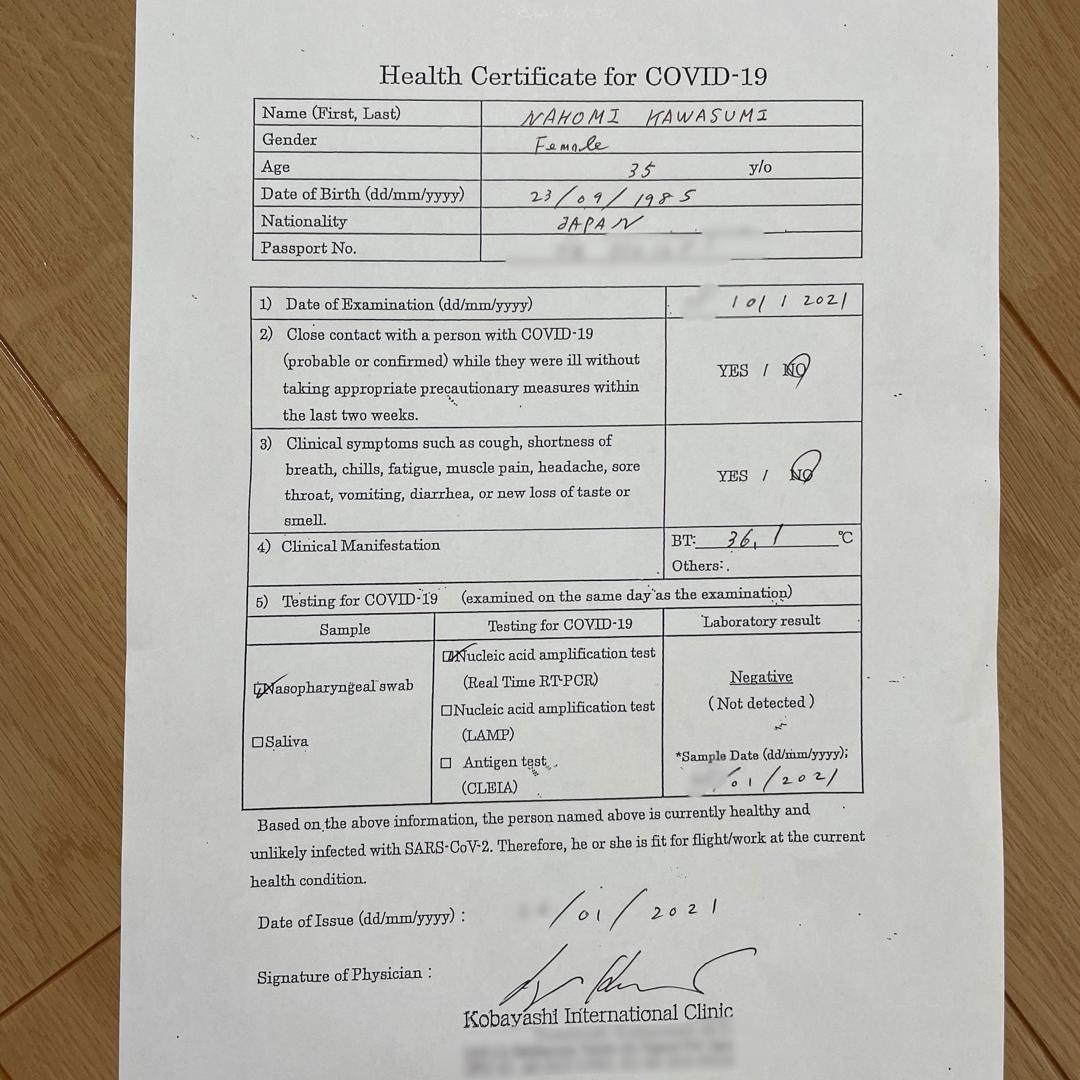 Health Certificate for COVID-19
Name (First, Last) NAHOMI KAWASUMI
Gender Female
Age 35 y/o
Date of Birth (dd/mm/yyyy) 23/09/1985
Nationality JAPAN
Passport No.
1) Date of Examination (dd/mm/yyyy) / 01 / 2021
2) Close contact with a person with COVID-19
(probable or confirmed) while they were ill without
taking appropriate precautionary measures within
the last two weeks.
YES / NO
3) Clinical symptoms such as cough, shortness of
breath, chills, fatigue, muscle pain, headache, sore
throat, vomiting, diarrhea, or new loss of taste or
smell.
YES / NO
4) Clinical Manifestation
BT: 36.1 ℃
Others:
5) Testing for COVID-19 (examined on the same day as the examination)
Sample
Testing for COVID-19
Laboratory result
☑Nasopharyngeal swab
☐Saliva
☑Nucleic acid amplification test
(Real Time RT-PCR)
☐Nucleic acid amplification test
(LAMP)
☐ Antigen test
(CLEIA)
Negative
(Not detected)
*Sample Date (dd/mm/yyyy);
/01/2021
Based on the above information, the person named above is currently healthy and
unlikely infected with SARS-CoV-2. Therefore, he or she is fit for flight/work at the current
health condition.
Date of Issue (dd/mm/yyyy) : /01/2021
Signature of Physician :
Kobayashi International Clinic